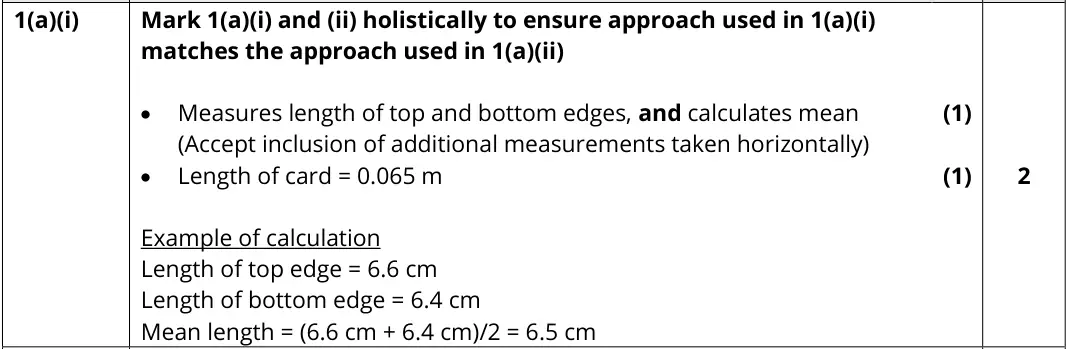 1(a)(i)
Mark 1(a)(i) and (ii) holistically to ensure approach used in 1(a)(i)
matches the approach used in 1(a)(ii)
• Measures length of top and bottom edges, and calculates mean (1)
(Accept inclusion of additional measurements taken horizontally)
• Length of card = 0.065 m (1) 2
Example of calculation
Length of top edge = 6.6 cm
Length of bottom edge = 6.4 cm
Mean length = (6.6 cm + 6.4 cm)/2 = 6.5 cm